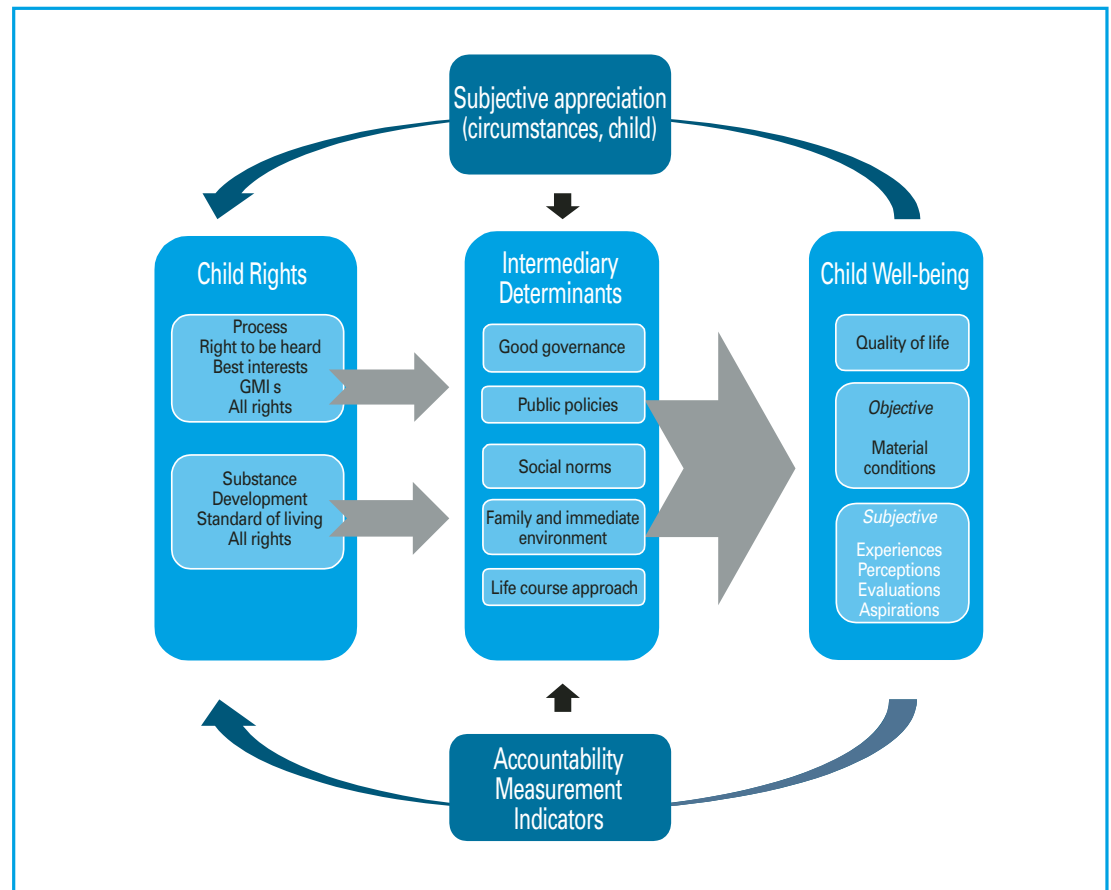 Subjective appreciation
(circumstances, child)
Child Rights
Process
Right to be heard
Best interests
GMI s
All rights
Substance
Development
Standard of living
All rights
Intermediary
Determinants
Good governance
Public policies
Social norms
Family and immediate
environment
Life course approach
Child Well-being
Quality of life
Objective
Material
conditions
Subjective
Experiences
Perceptions
Evaluations
Aspirations
Accountability
Measurement
Indicators